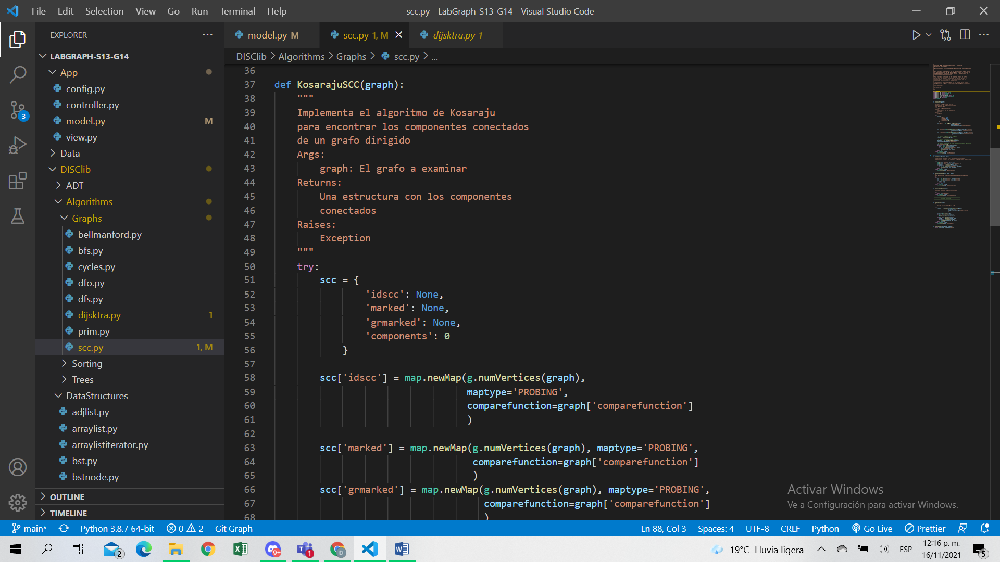 File Edit Selection View Go Run Terminal Help
scc.py - LabGraph-S13-G14 - Visual Studio Code
EXPLORER
LABGRAPH-S13-G14
App
config.py
controller.py
model.py M
view.py
Data
DISClib
ADT
Algorithms
Graphs
bellmanford.py
bfs.py
cycles.py
dfo.py
dfs.py
dijsktra.py 1
prim.py
scc.py 1, M
Sorting
Trees
DataStructures
adjlist.py
arraylist.py
arraylistiterator.py
bst.py
bstnode.py
OUTLINE
TIMELINE
3
model.py M
scc.py 1, M
dijsktra.py 1
DISClib > Algorithms > Graphs > scc.py > ...
36
37 def KosarajuSCC(graph):
38 """
39 Implementa el algoritmo de Kosaraju
40 para encontrar los componentes conectados
41 de un grafo dirigido
42 Args:
43 graph: El grafo a examinar
44 Returns:
45 Una estructura con los componentes
46 conectados
47 Raises:
48 Exception
49 """
50 try:
51 scc = {
52 'idscc': None,
53 'marked': None,
54 'grmarked': None,
55 'components': 0
56 }
57
58 scc['idscc'] = map.newMap(g.numVertices(graph),
59 maptype='PROBING',
60 comparefunction=graph['comparefunction']
61 )
62
63 scc['marked'] = map.newMap(g.numVertices(graph), maptype='PROBING',
64 comparefunction=graph['comparefunction']
65 )
66 scc['grmarked'] = map.newMap(g.numVertices(graph), maptype='PROBING',
67 comparefunction=graph['comparefunction']
68 )
Activar Windows
Ve a Configuración para activar Windows.
main* Python 3.8.7 64-bit 0 2 Git Graph
Ln 88, Col 3 Spaces: 4 UTF-8 CRLF Python Go Live Prettier
2
9+
1
D
19°C Lluvia ligera
ESP
12:16 p. m.
16/11/2021
5